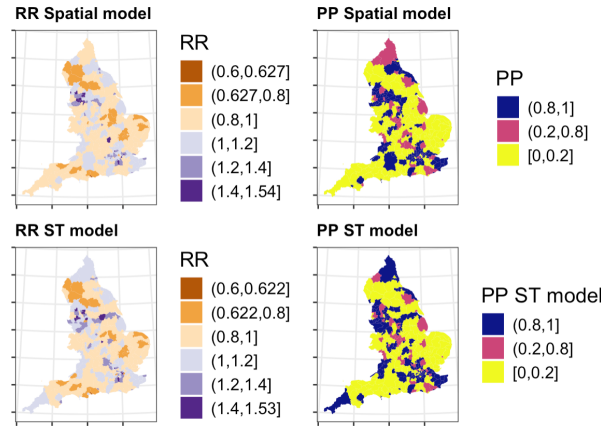 RR Spatial model
RR
(0.6,0.627]
(0.627,0.8]
(0.8,1]
(1,1.2]
(1.2,1.4]
(1.4,1.54]
PP Spatial model
PP
(0.8,1]
(0.2,0.8]
[0,0.2]
RR ST model
RR
(0.6,0.622]
(0.622,0.8]
(0.8,1]
(1,1.2]
(1.2,1.4]
(1.4,1.53]
PP ST model
PP ST model
(0.8,1]
(0.2,0.8]
[0,0.2]